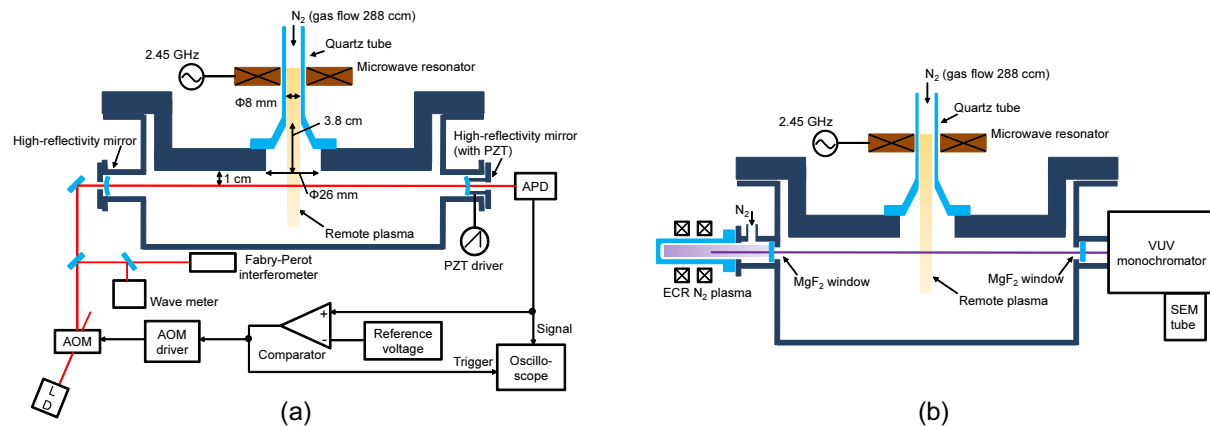 N2 (gas flow 288 ccm)
Quartz tube
2.45 GHz
Microwave resonator
Φ8 mm
3.8 cm
High-reflectivity mirror
High-reflectivity mirror
(with PZT)
1 cm
APD
Φ26 mm
Remote plasma
PZT driver
Fabry-Perot
interferometer
Wave meter
AOM
AOM
driver
+
-
Comparator
Reference
voltage
Signal
Trigger
Oscillo-
scope
L
D
(a)
N2 (gas flow 288 ccm)
Quartz tube
2.45 GHz
Microwave resonator
N2
VUV
monochromator
MgF2 window
MgF2
window
ECR N2 plasma
Remote plasma
SEM
tube
(b)